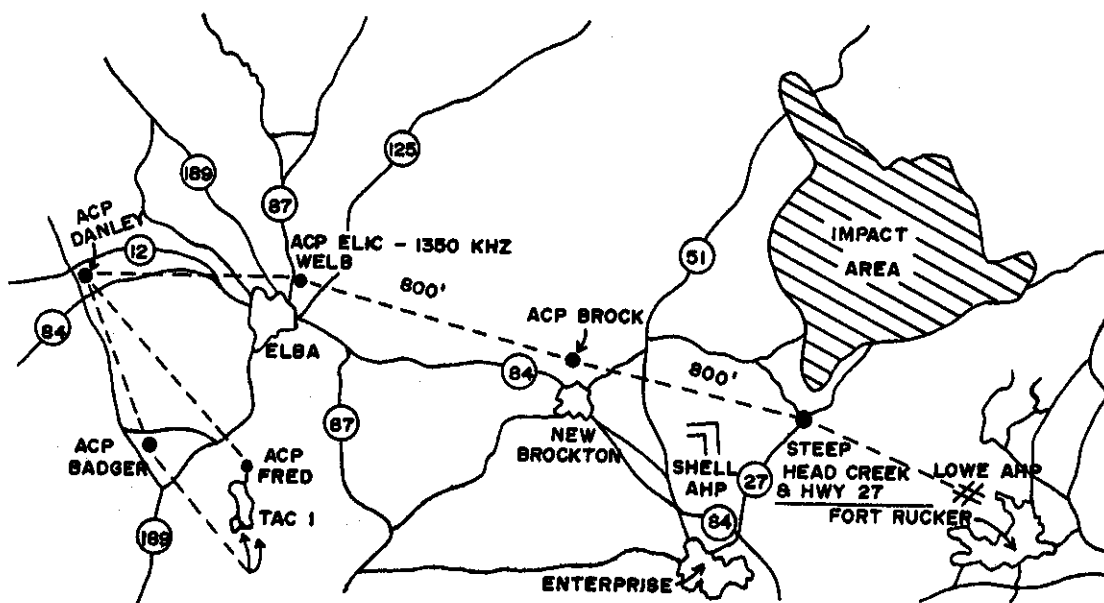 125
189
87
ACP
DANLEY
12
ACP ELIC - 1350 KHZ
WELB
51
IMPACT
AREA
800'
84
ACP BROCK
ELBA
84
800'
87
NEW
BROCKTON
STEEP
HEAD CREEK
& HWY 27
SHELL
AHP
27
LOWE AHP
FORT RUCKER
ACP
BADGER
ACP
FRED
TAC 1
84
189
ENTERPRISE